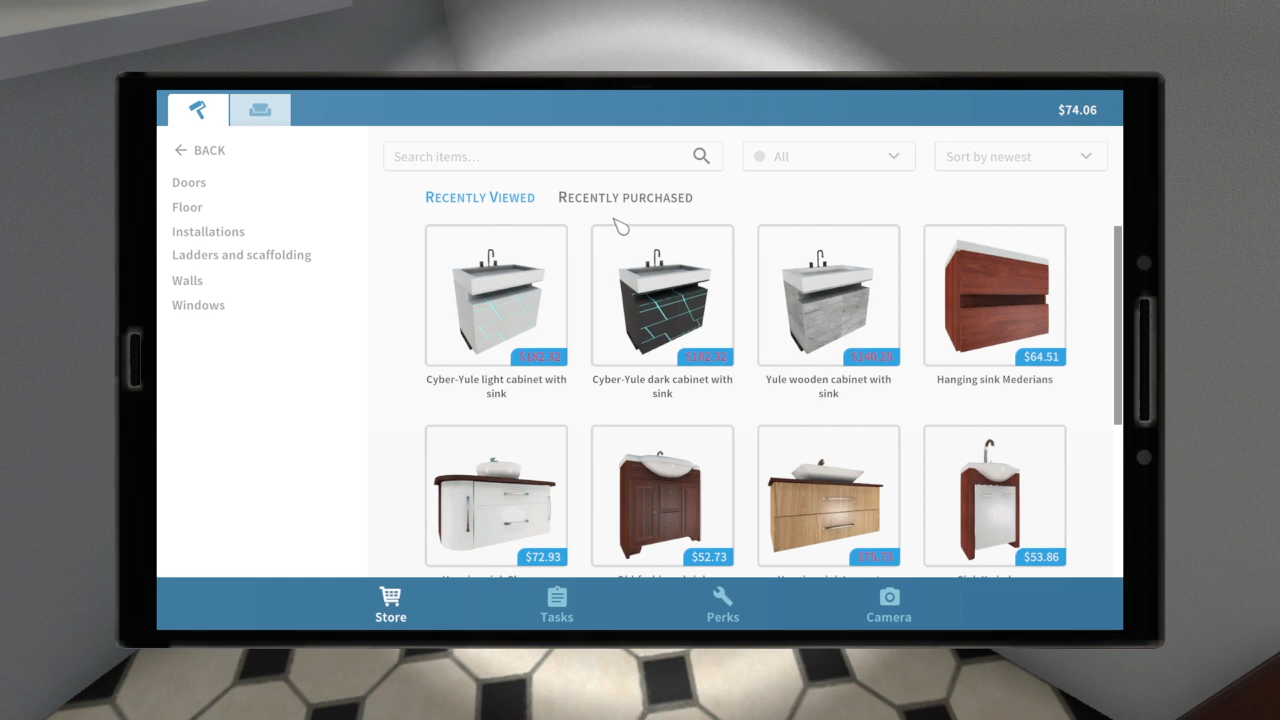 $74.06
BACK
Search items...
All
Sort by newest
Doors
Floor
Installations
Ladders and scaffolding
Walls
Windows
RECENTLY VIEWED
RECENTLY PURCHASED
$182.32
$182.32
$140.25
$64.51
Cyber-Yule light cabinet with
sink
Cyber-Yule dark cabinet with
sink
Yule wooden cabinet with
sink
Hanging sink Mederians
$72.93
$52.73
$53.86
Store
Tasks
Perks
Camera